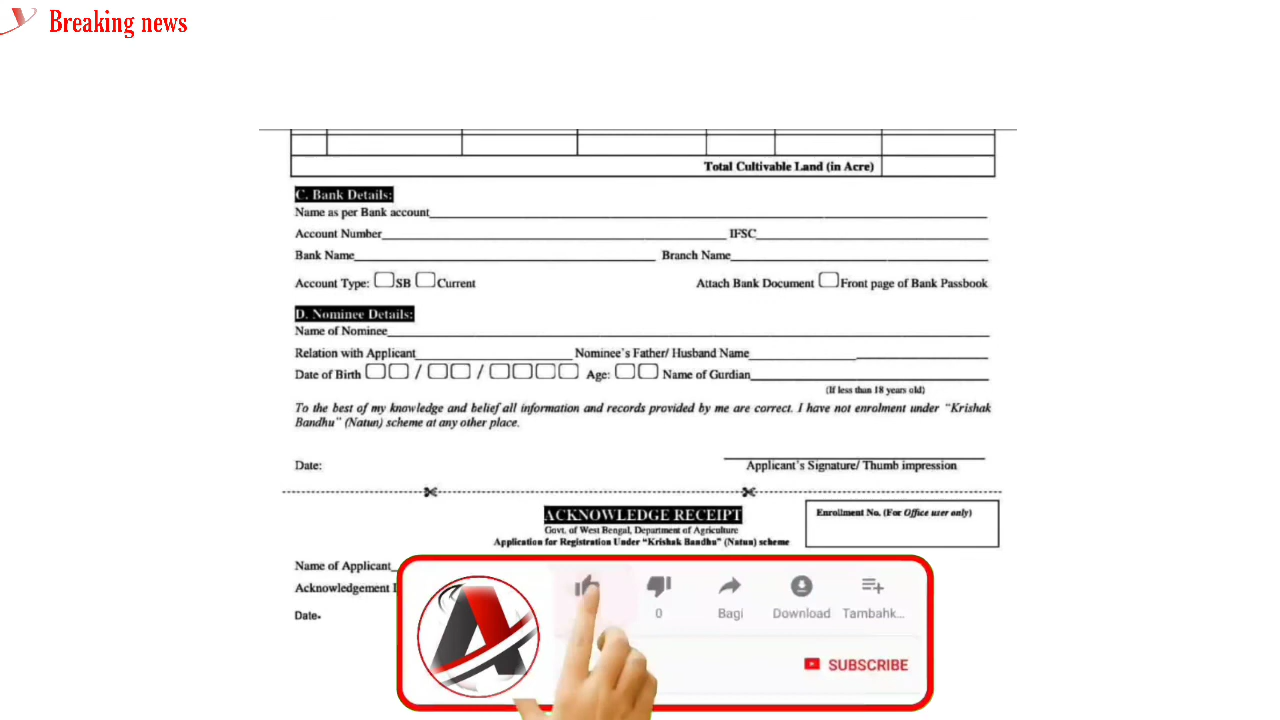 Breaking news
Total Cultivable Land (in Acre)
C. Bank Details:
Name as per Bank account
Account Number IFSC
Bank Name Branch Name
Account Type: SB Current Attach Bank Document Front page of Bank Passbook
D. Nominee Details:
Name of Nominee
Relation with Applicant Nominee's Father/ Husband Name
Date of Birth / / Age: Name of Gurdian
(If less than 18 years old)
To the best of my knowledge and belief all information and records provided by me are correct. I have not enrolment under "Krishak
Bandhu" (Natun) scheme at any other place.
Date: Applicant's Signature/ Thumb impression
ACKNOWLEDGE RECEIPT
Enrollment No. (For Office user only)
Govt. of West Bengal, Department of Agriculture
Application for Registration Under "Krishak Bandhu" (Natun) scheme
Name of Applicant
Acknowledgement
Date-
0 Bagi Download Tambahk...
SUBSCRIBE